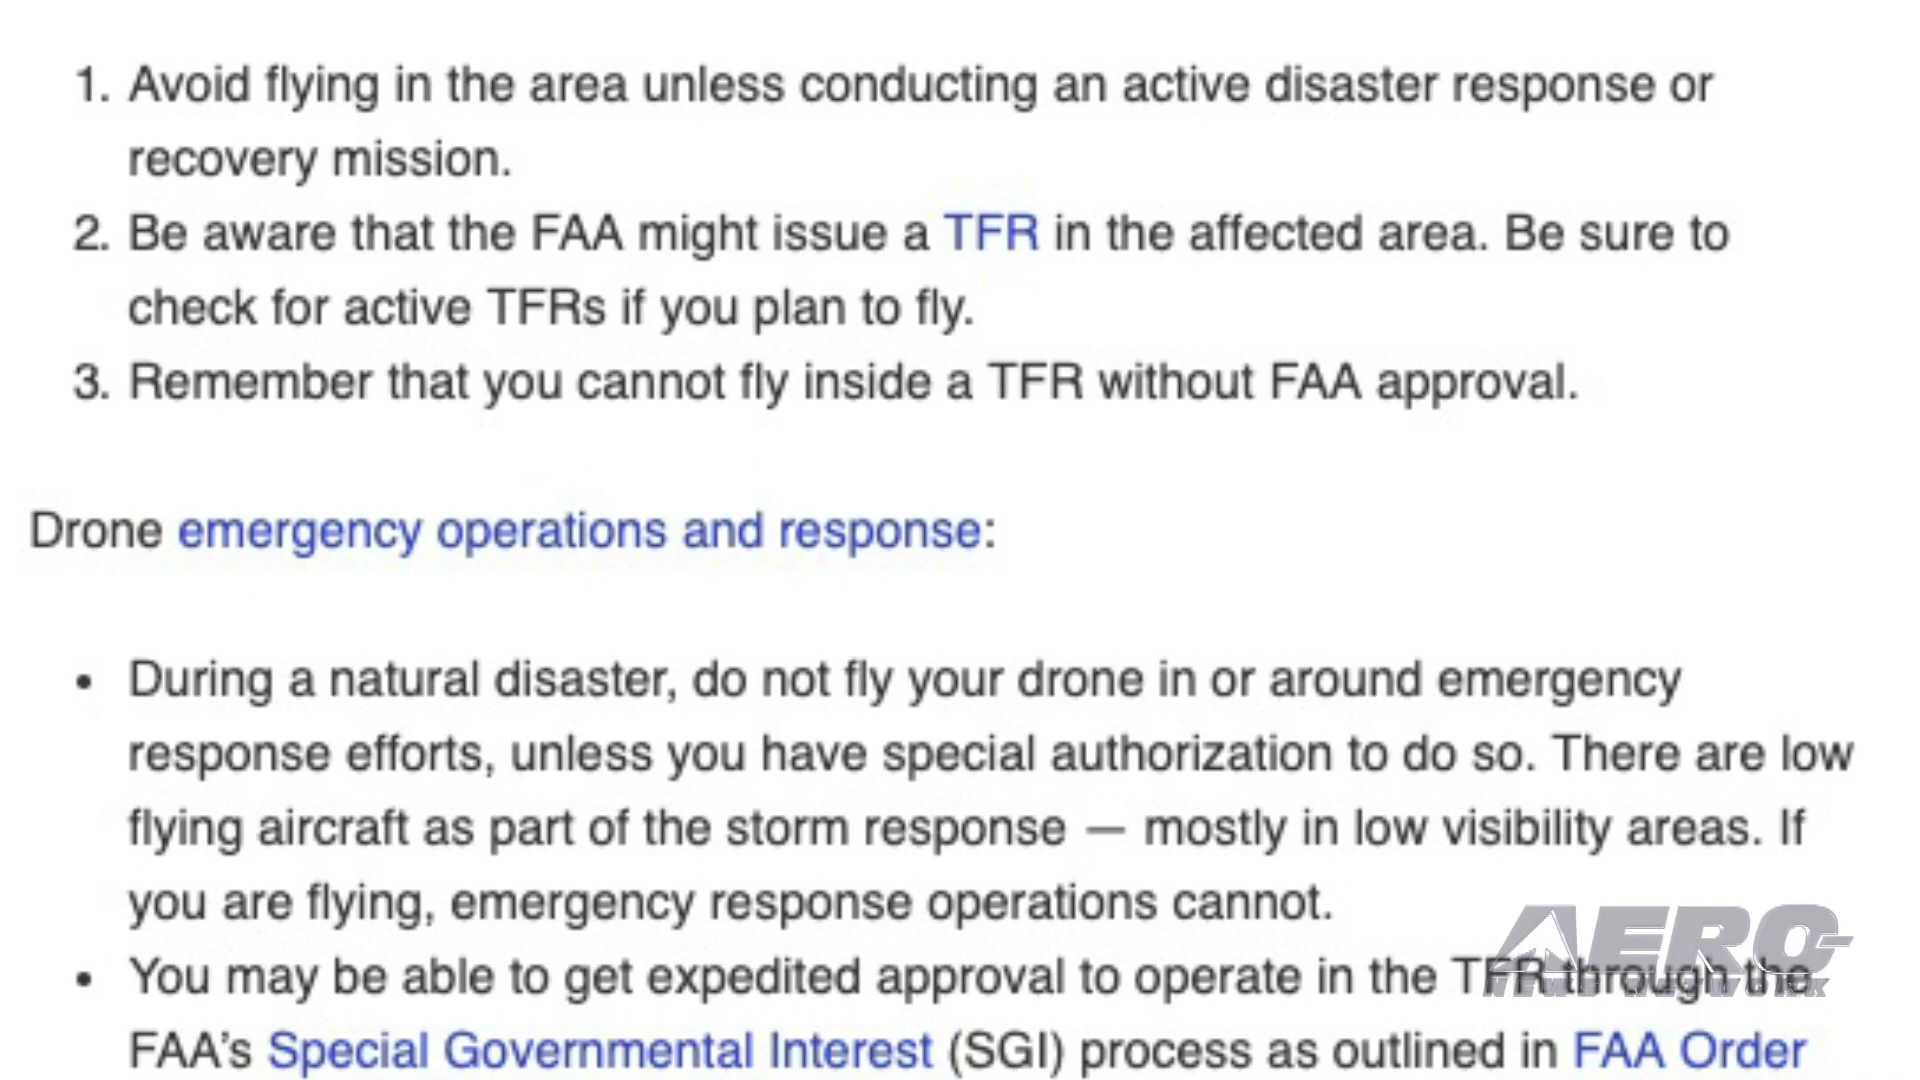 1. Avoid flying in the area unless conducting an active disaster response or
recovery mission.
2. Be aware that the FAA might issue a TFR in the affected area. Be sure to
check for active TFRs if you plan to fly.
3. Remember that you cannot fly inside a TFR without FAA approval.
Drone emergency operations and response:
• During a natural disaster, do not fly your drone in or around emergency
response efforts, unless you have special authorization to do so. There are low
flying aircraft as part of the storm response — mostly in low visibility areas. If
you are flying, emergency response operations cannot.
• You may be able to get expedited approval to operate in the TFR through the
FAA’s Special Governmental Interest (SGI) process as outlined in FAA Order
AERO-
NEWS NETWORK